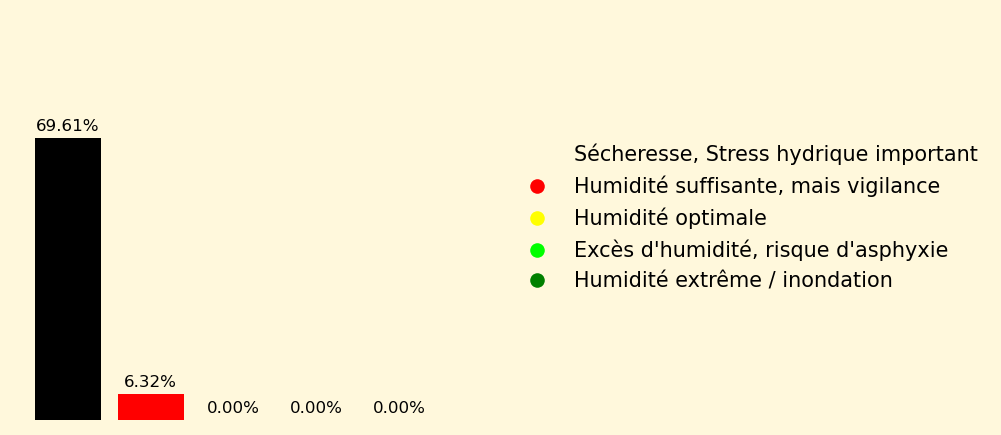 69.61%
6.32%
0.00%
0.00%
0.00%
Sécheresse, Stress hydrique important
Humidité suffisante, mais vigilance
Humidité optimale
Excès d'humidité, risque d'asphyxie
Humidité extrême / inondation